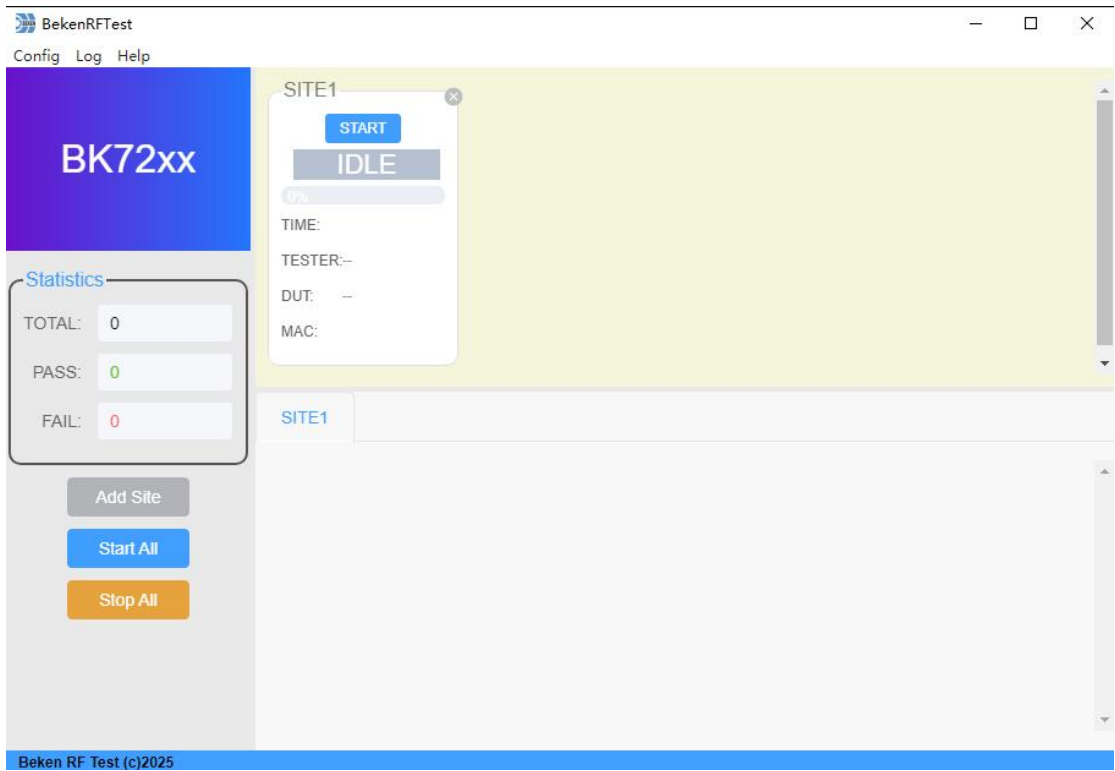 BekenRFTest
Config Log Help
BK72xx
Statistics
TOTAL: 0
PASS: 0
FAIL: 0
Add Site
Start All
Stop All
SITE1
START
IDLE
0%
TIME:
TESTER:--
DUT: --
MAC:
SITE1
Beken RF Test (c)2025